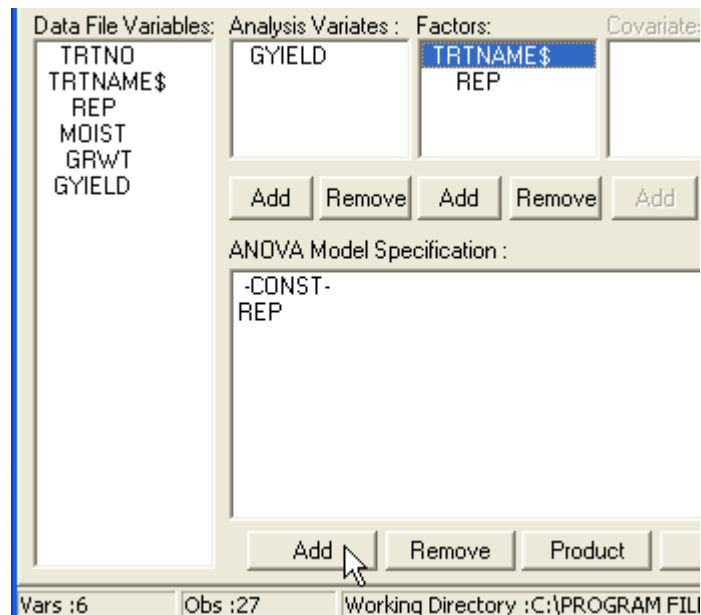 Data File Variables:
TRTNO
TRTNAME$
REP
MOIST
GRWT
GYIELD
Analysis Variates :
GYIELD
Add Remove
Factors:
TRTNAME$
REP
Add Remove
Covariate
Add
ANOVA Model Specification :
-CONST-
REP
Add Remove Product
Vars :6 Obs :27 Working Directory :C:\PROGRAM FIL